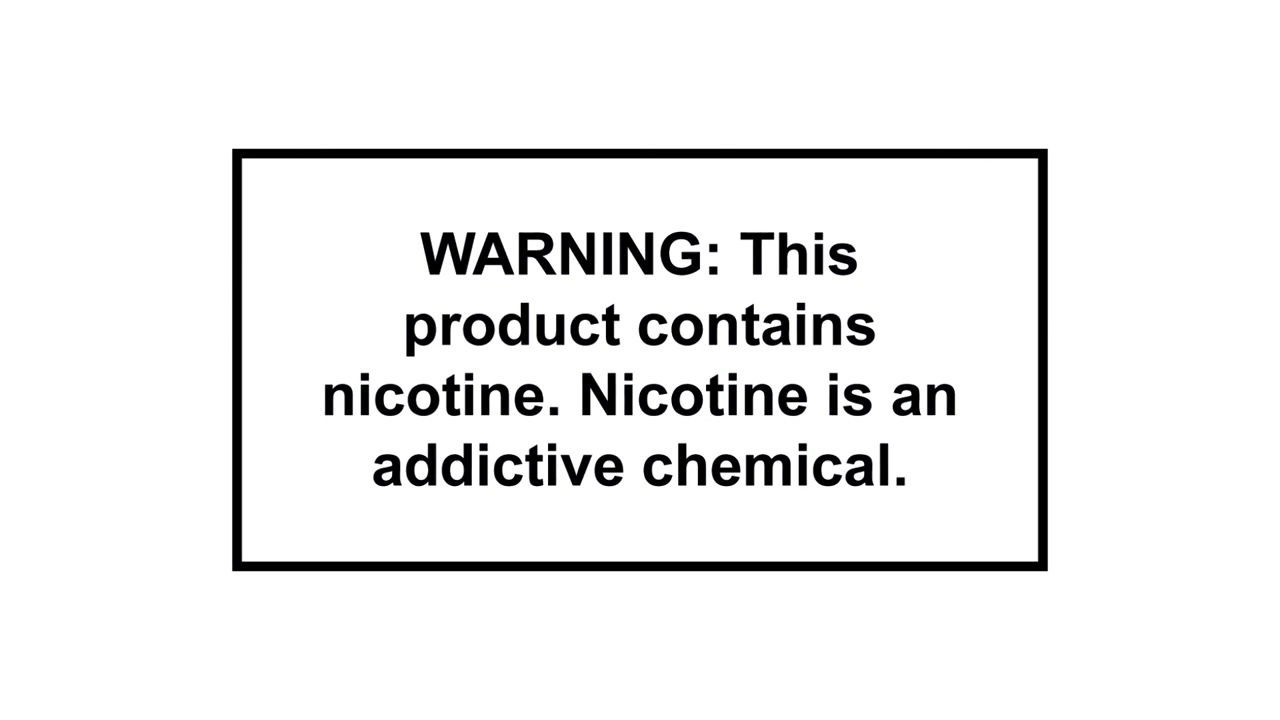 WARNING: This
product contains
nicotine. Nicotine is an
addictive chemical.